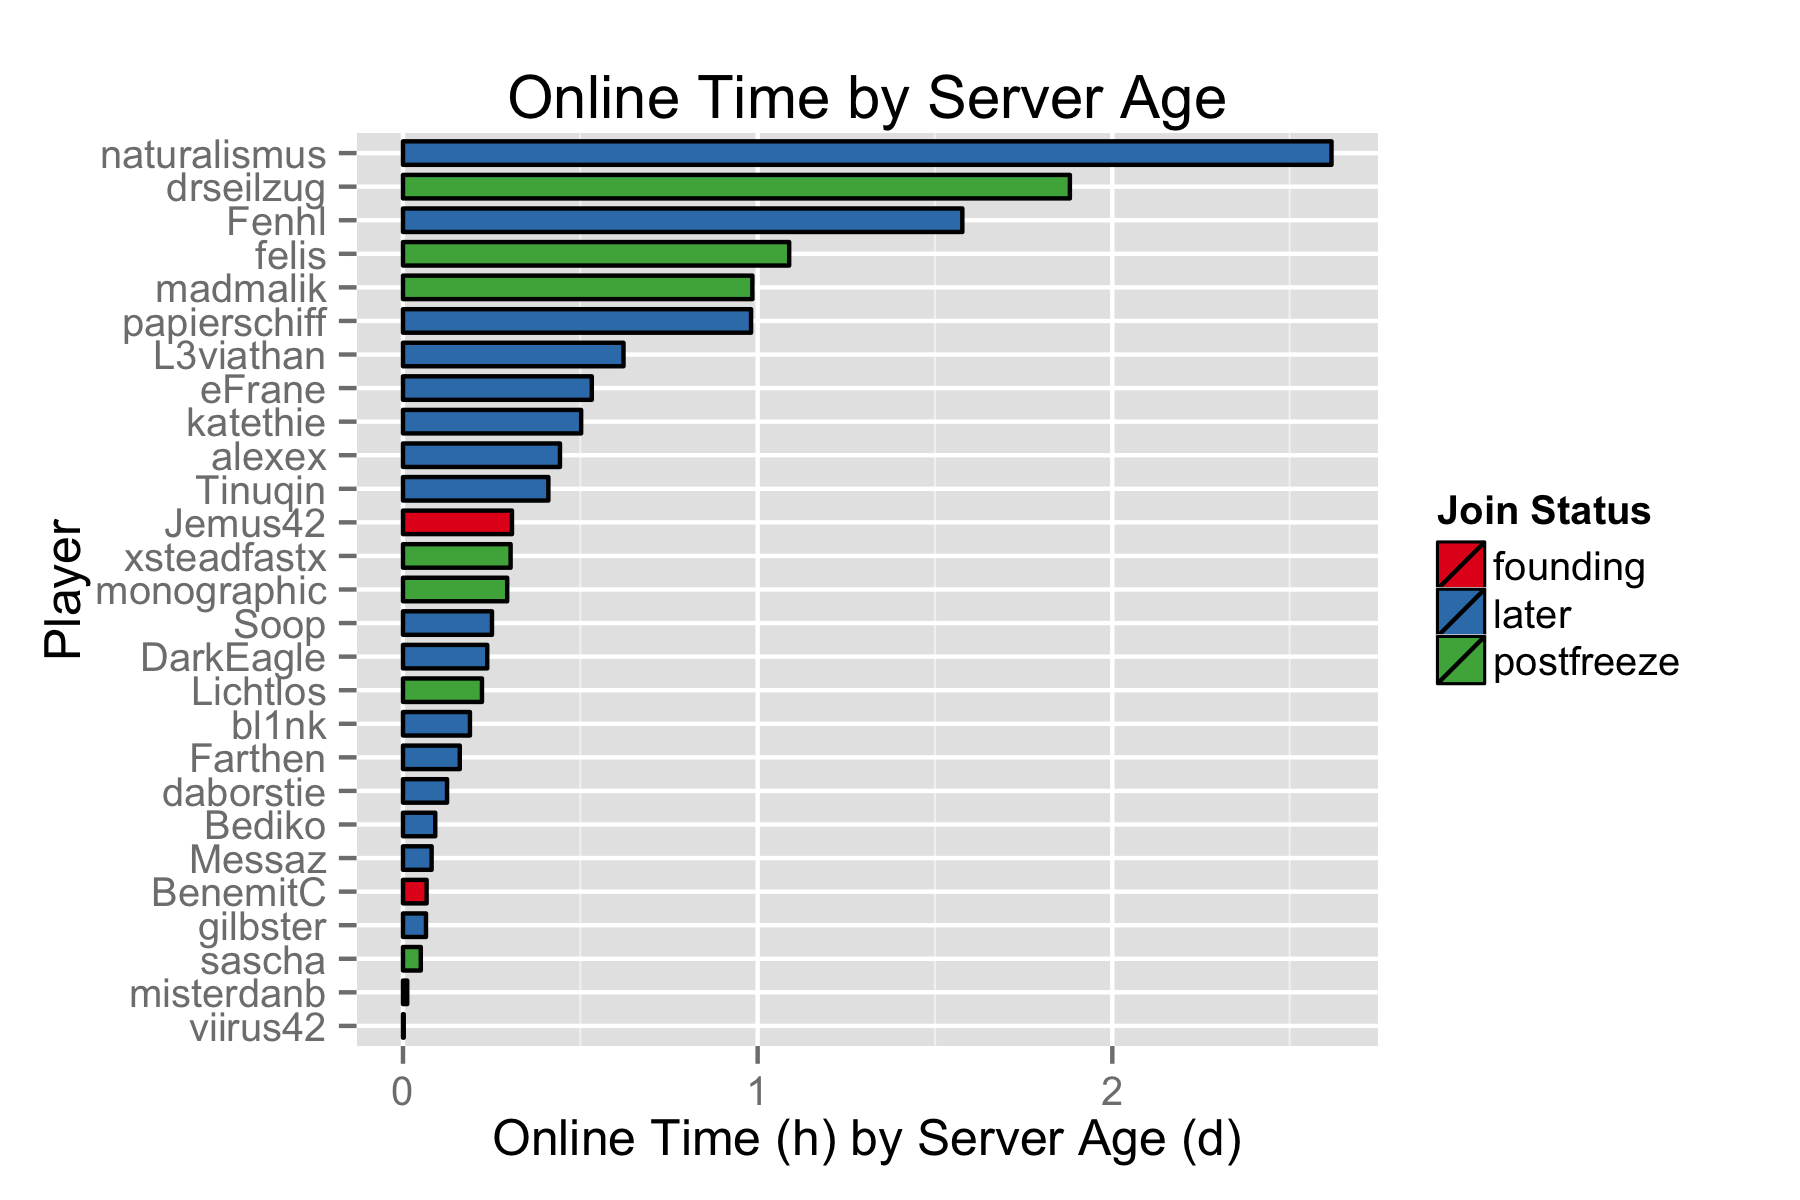 Online Time by Server Age
naturalismus
drseilzug
Fenhl
felis
madmalik
papierschiff
L3viathan
eFrane
katethie
alexex
Tinuqin
Jemus42
xsteadfastx
monographic
Soop
DarkEagle
Lichtlos
bl1nk
Farthen
daborstie
Bediko
Messaz
BenemitC
gilbster
sascha
misterdanb
viirus42
Player
0 1 2
Online Time (h) by Server Age (d)
Join Status
founding
later
postfreeze